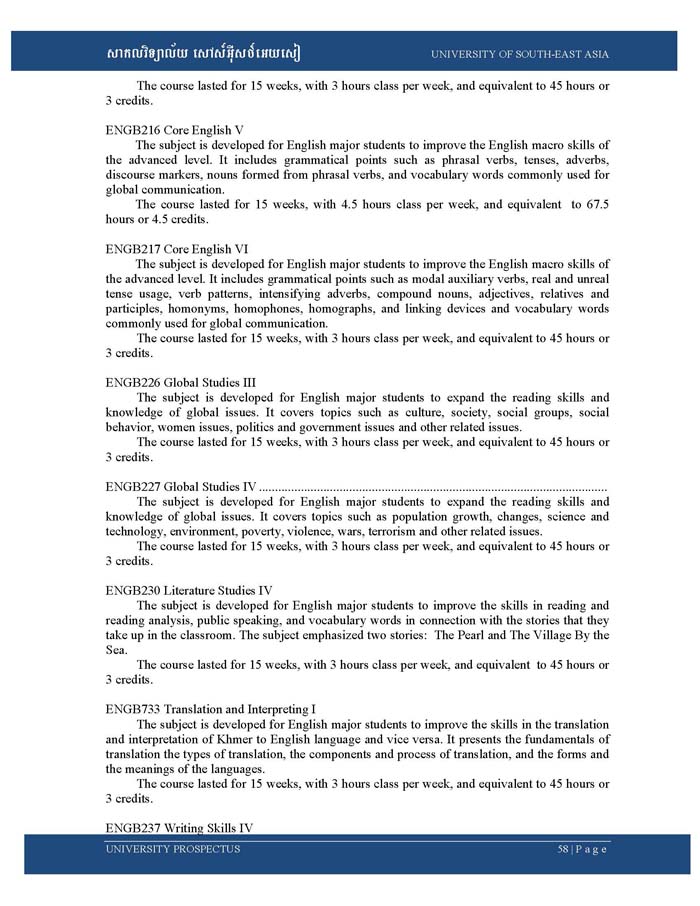 សាកលវិទ្យាល័យ សៅស៍អ៊ីសថ៍អេយសៀ UNIVERSITY OF SOUTH-EAST ASIA
The course lasted for 15 weeks, with 3 hours class per week, and equivalent to 45 hours or
3 credits.
ENGB216 Core English V
The subject is developed for English major students to improve the English macro skills of
the advanced level. It includes grammatical points such as phrasal verbs, tenses, adverbs,
discourse markers, nouns formed from phrasal verbs, and vocabulary words commonly used for
global communication.
The course lasted for 15 weeks, with 4.5 hours class per week, and equivalent to 67.5
hours or 4.5 credits.
ENGB217 Core English VI
The subject is developed for English major students to improve the English macro skills of
the advanced level. It includes grammatical points such as modal auxiliary verbs, real and unreal
tense usage, verb patterns, intensifying adverbs, compound nouns, adjectives, relatives and
participles, homonyms, homophones, homographs, and linking devices and vocabulary words
commonly used for global communication.
The course lasted for 15 weeks, with 3 hours class per week, and equivalent to 45 hours or
3 credits.
ENGB226 Global Studies III
The subject is developed for English major students to expand the reading skills and
knowledge of global issues. It covers topics such as culture, society, social groups, social
behavior, women issues, politics and government issues and other related issues.
The course lasted for 15 weeks, with 3 hours class per week, and equivalent to 45 hours or
3 credits.
ENGB227 Global Studies IV ............................................................................................................
The subject is developed for English major students to expand the reading skills and
knowledge of global issues. It covers topics such as population growth, changes, science and
technology, environment, poverty, violence, wars, terrorism and other related issues.
The course lasted for 15 weeks, with 3 hours class per week, and equivalent to 45 hours or
3 credits.
ENGB230 Literature Studies IV
The subject is developed for English major students to improve the skills in reading and
reading analysis, public speaking, and vocabulary words in connection with the stories that they
take up in the classroom. The subject emphasized two stories: The Pearl and The Village By the
Sea.
The course lasted for 15 weeks, with 3 hours class per week, and equivalent to 45 hours or
3 credits.
ENGB733 Translation and Interpreting I
The subject is developed for English major students to improve the skills in the translation
and interpretation of Khmer to English language and vice versa. It presents the fundamentals of
translation the types of translation, the components and process of translation, and the forms and
the meanings of the languages.
The course lasted for 15 weeks, with 3 hours class per week, and equivalent to 45 hours or
3 credits.
ENGB237 Writing Skills IV
UNIVERSITY PROSPECTUS 58 | P a g e